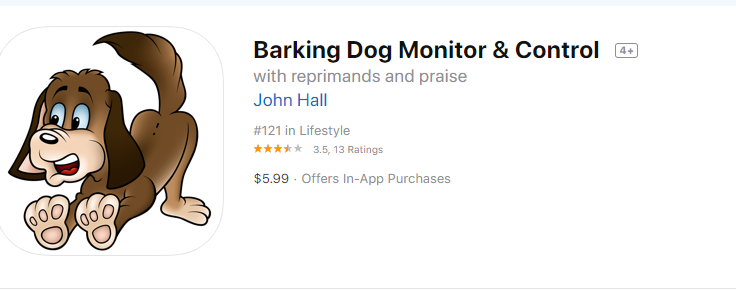 Barking Dog Monitor & Control 4+
with reprimands and praise
John Hall
#121 in Lifestyle
3.5, 13 Ratings
$5.99 · Offers In-App Purchases